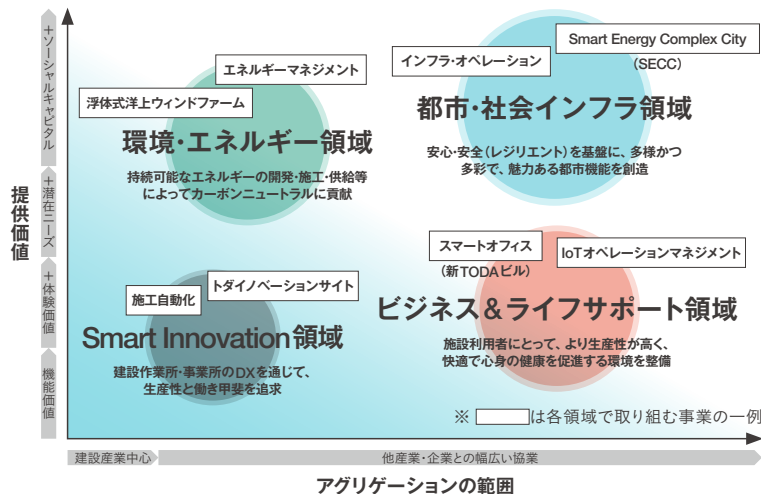 提供価値
＋ソーシャルキャピタル
＋潜在ニーズ
＋体験価値
機能価値
エネルギーマネジメント
浮体式洋上ウィンドファーム
環境・エネルギー領域
持続可能なエネルギーの開発・施工・供給等
によってカーボンニュートラルに貢献
Smart Energy Complex City
(SECC)
インフラ・オペレーション
都市・社会インフラ領域
安心・安全（レジリエント）を基盤に、多様かつ
多彩で、魅力ある都市機能を創造
トダイノベーションサイト
施工自動化
Smart Innovation領域
建設作業所・事業所のDXを通じて、
生産性と働き甲斐を追求
スマートオフィス
（新TODAビル）
IoTオペレーションマネジメント
ビジネス＆ライフサポート領域
施設利用者にとって、より生産性が高く、
快適で心身の健康を促進する環境を整備
※ は各領域で取り組む事業の一例
建設産業中心
他産業・企業との幅広い協業
アグリゲーションの範囲